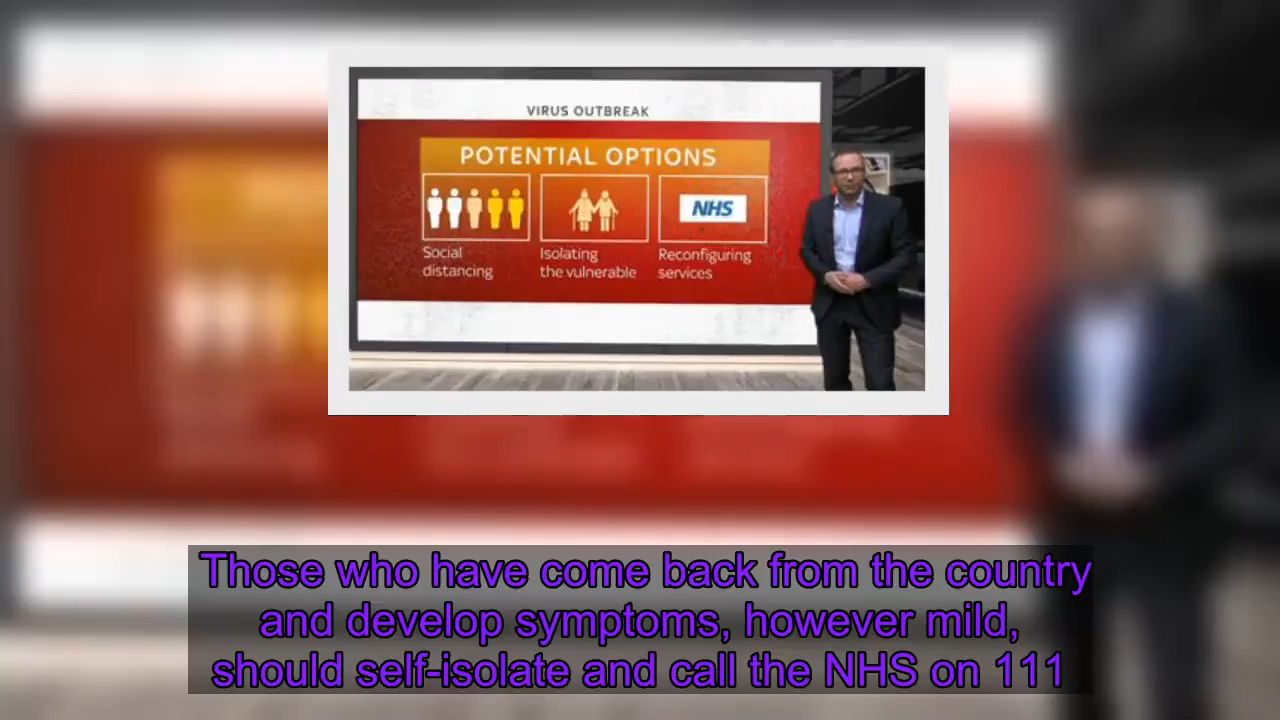 VIRUS OUTBREAK
POTENTIAL OPTIONS
NHS
Social
distancing
Isolating
the vulnerable
Reconfiguring
services
Those who have come back from the country
and develop symptoms, however mild,
should self-isolate and call the NHS on 111